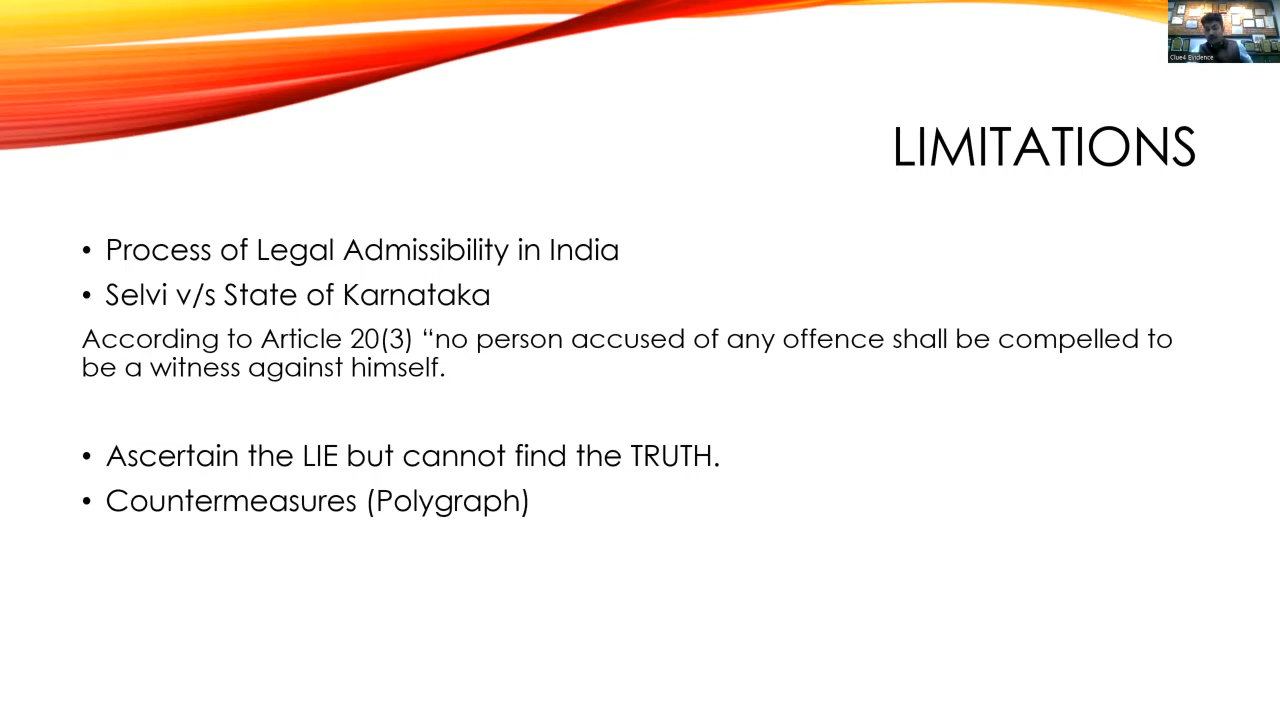 Clue4 Evidence
LIMITATIONS
• Process of Legal Admissibility in India
• Selvi v/s State of Karnataka
According to Article 20(3) “no person accused of any offence shall be compelled to
be a witness against himself.
• Ascertain the LIE but cannot find the TRUTH.
• Countermeasures (Polygraph)